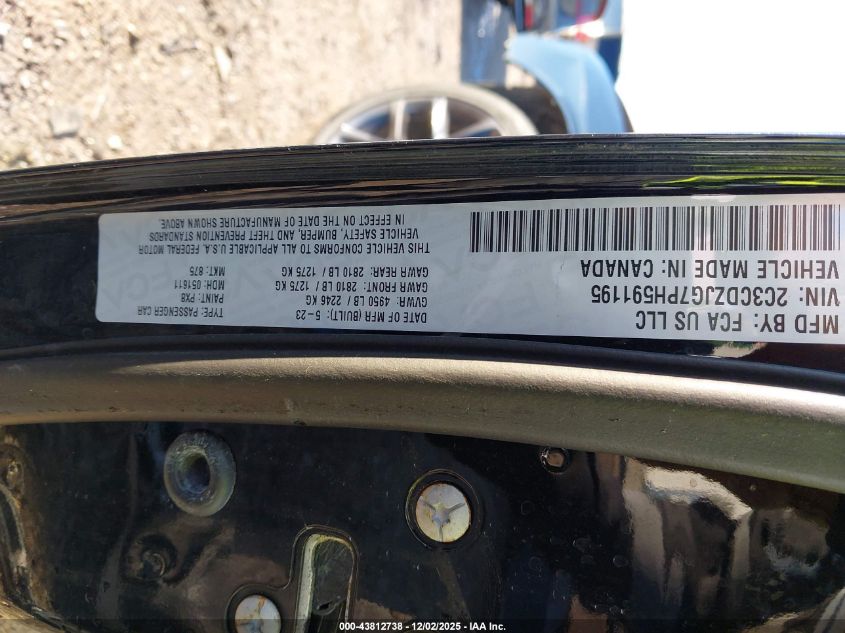 MFD BY: FCA US LLC
VIN: 2C3CDZJG7PH591195
VEHICLE MADE IN: CANADA
DATE OF MFR (BUILT): 5-23
GVWR: 4950 LB / 2246 KG
GAWR FRONT: 2810 LB / 1275 KG
GAWR REAR: 2810 LB / 1275 KG
TYPE: PASSENGER CAR
PAINT: PX8
MDH: 051611
MKT: 875
THIS VEHICLE CONFORMS TO ALL APPLICABLE U.S.A. FEDERAL MOTOR
VEHICLE SAFETY, BUMPER, AND THEFT PREVENTION STANDARDS
IN EFFECT ON THE DATE OF MANUFACTURE SHOWN ABOVE.
000-43812738 - 12/02/2025 - IAA Inc.